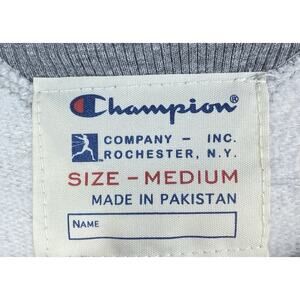 Champion®
COMPANY – INC.
ROCHESTER, N.Y.
SIZE – MEDIUM
MADE IN PAKISTAN
NAME